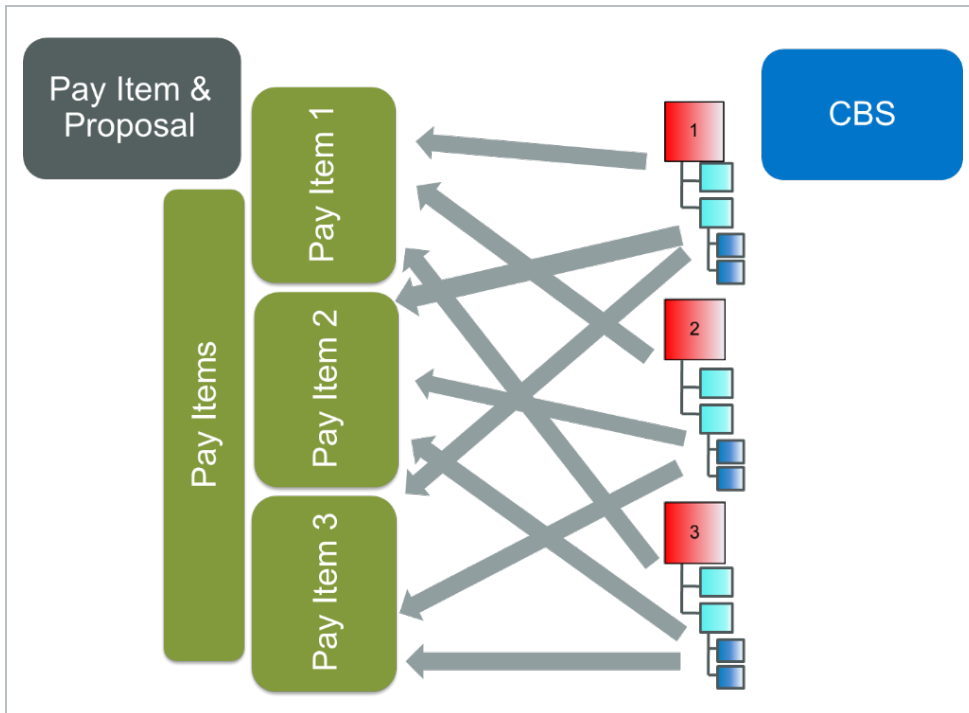 Pay Item &
Proposal
CBS
Pay Items
Pay Item 1
Pay Item 2
Pay Item 3
1
2
3